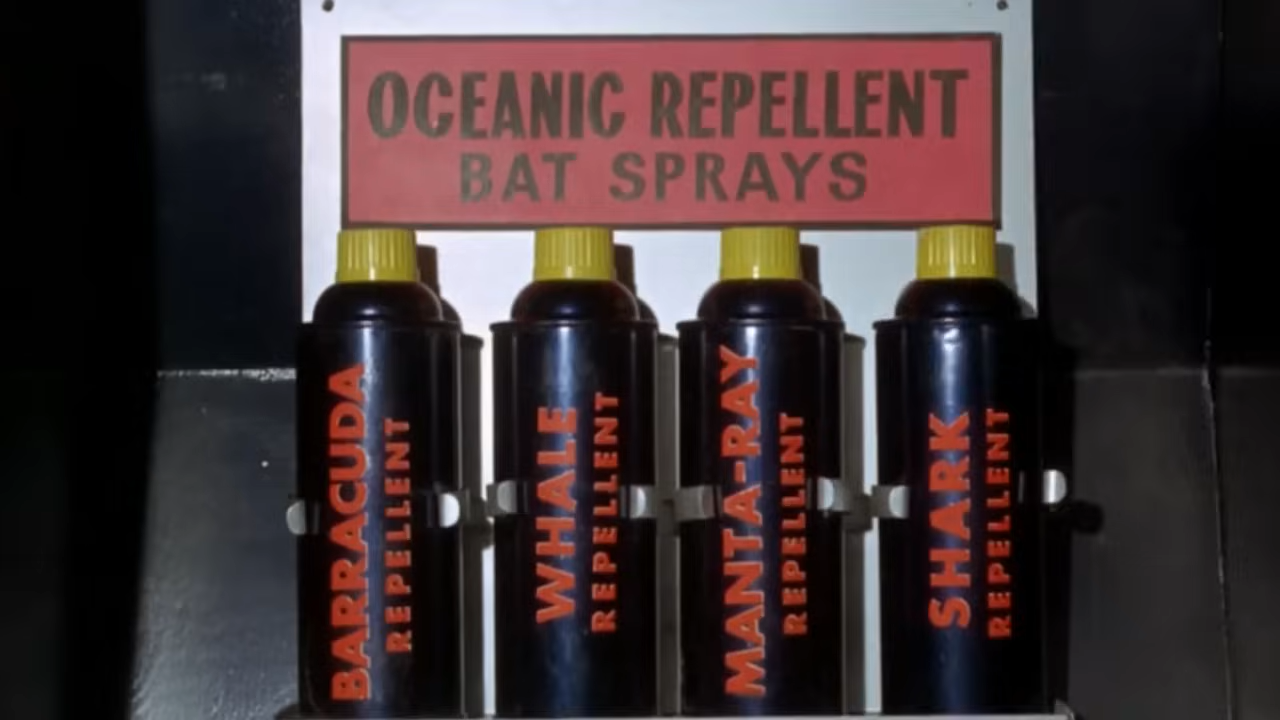 OCEANIC REPELLENT
BAT SPRAYS
BARRACUDA
REPELLENT
WHALE
REPELLENT
MANTA-RAY
REPELLENT
SHARK
REPELLENT